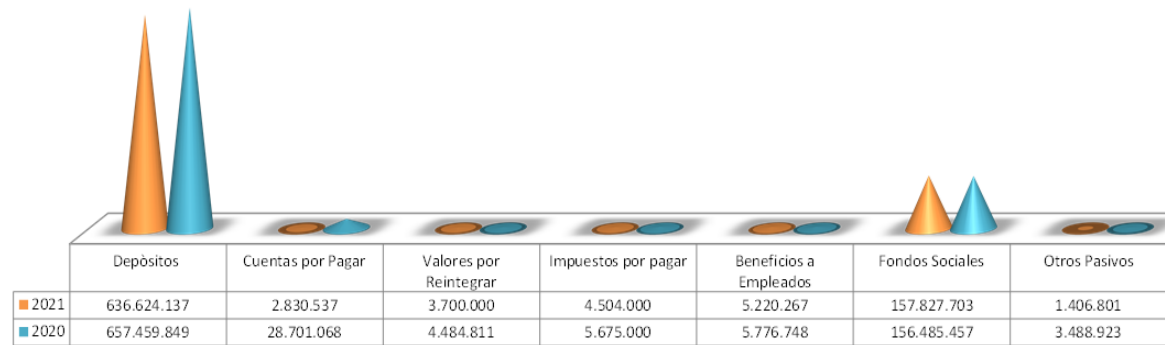 Depòsitos Cuentas por Pagar Valores por Reintegrar Impuestos por pagar Beneficios a Empleados Fondos Sociales Otros Pasivos
2021 636.624.137 2.830.537 3.700.000 4.504.000 5.220.267 157.827.703 1.406.801
2020 657.459.849 28.701.068 4.484.811 5.675.000 5.776.748 156.485.457 3.488.923